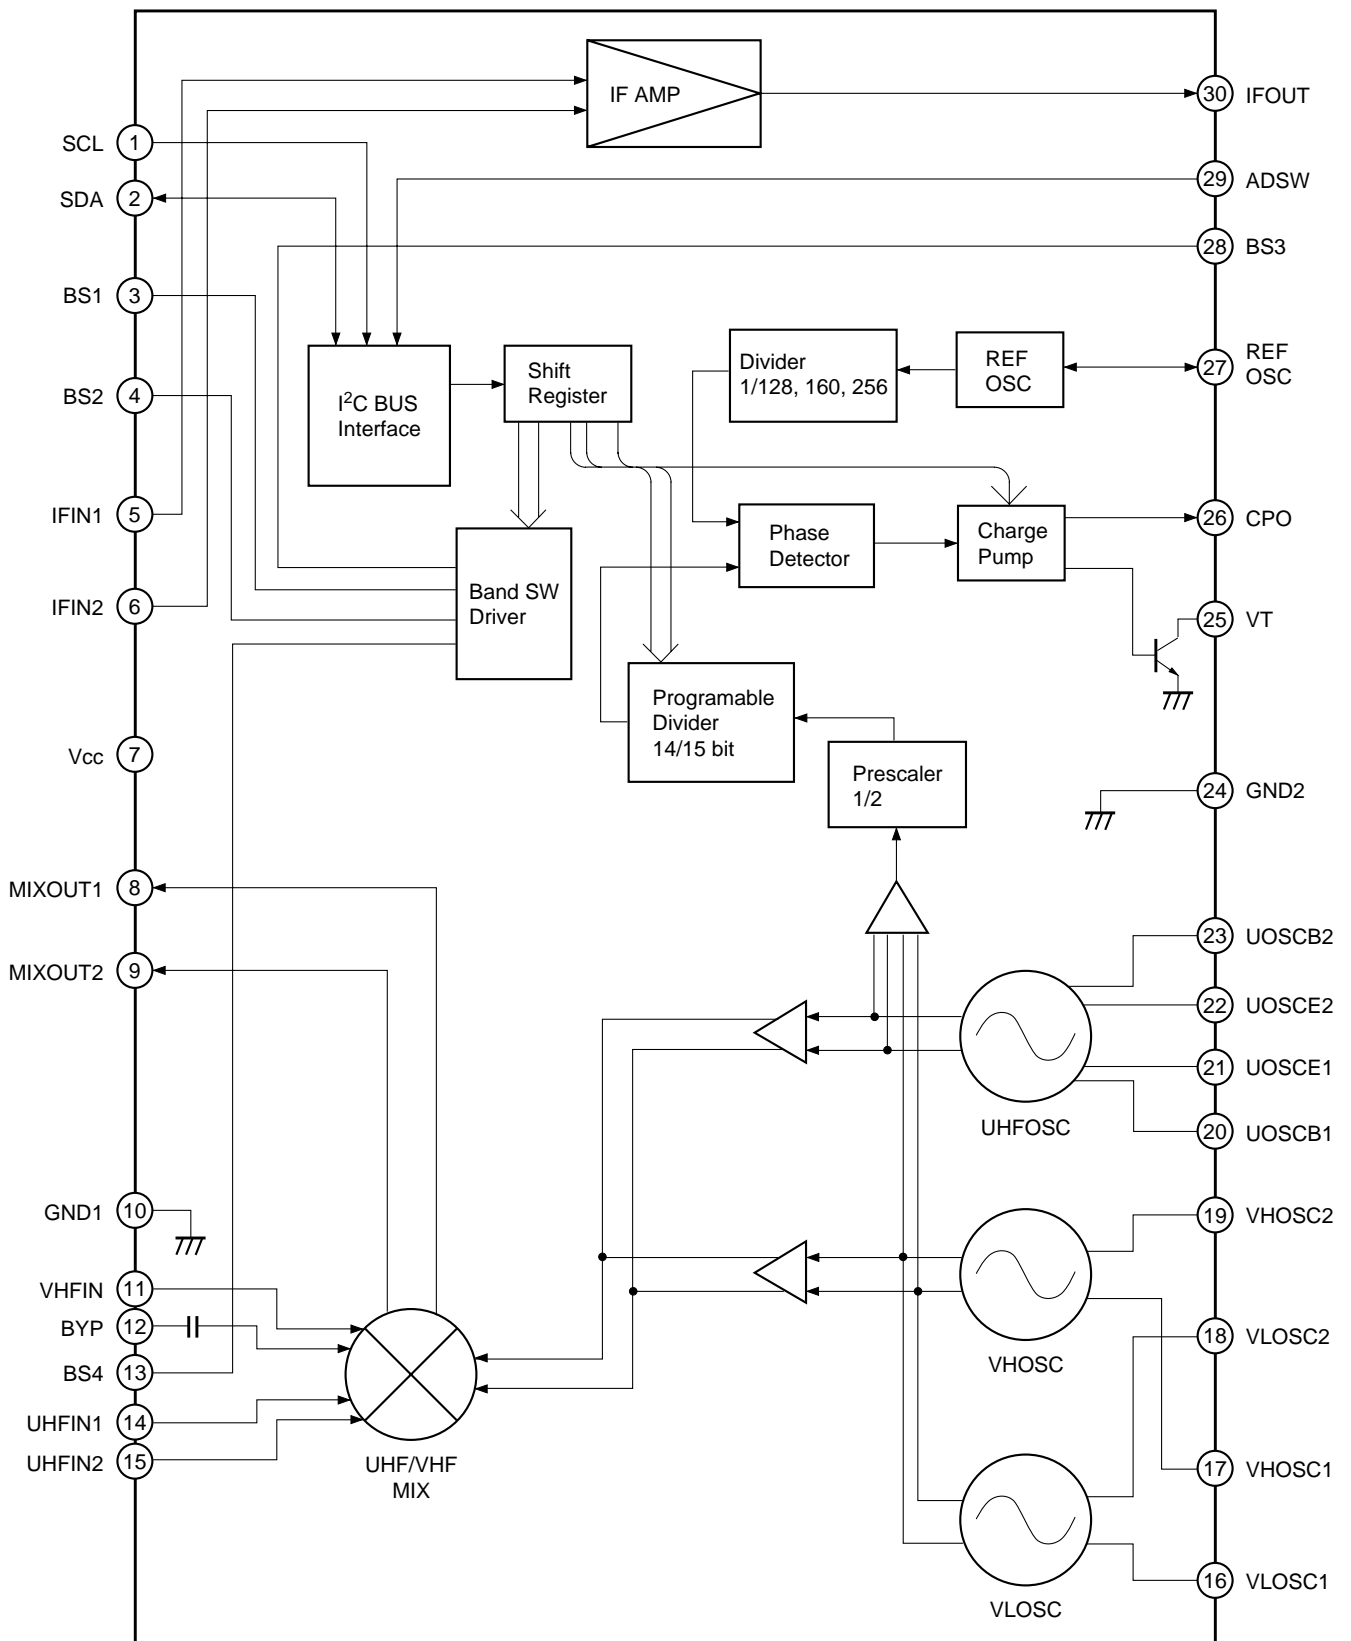 IF AMP
30 IFOUT
SCL 1
29 ADSW
SDA 2
28 BS3
BS1 3
Divider
1/128, 160, 256
REF
OSC
27 REF
OSC
Shift
Register
BS2 4
I²C BUS
Interface
IFIN1 5
Phase
Detector
Charge
Pump
26 CPO
IFIN2 6
Band SW
Driver
25 VT
Programable
Divider
14/15 bit
Vcc 7
Prescaler
1/2
24 GND2
MIXOUT1 8
23 UOSCB2
MIXOUT2 9
22 UOSCE2
21 UOSCE1
UHFOSC
20 UOSCB1
GND1 10
19 VHOSC2
VHFIN 11
BYP 12
18 VLOSC2
VHOSC
BS4 13
UHFIN1 14
UHFIN2 15
UHF/VHF
MIX
17 VHOSC1
16 VLOSC1
VLOSC